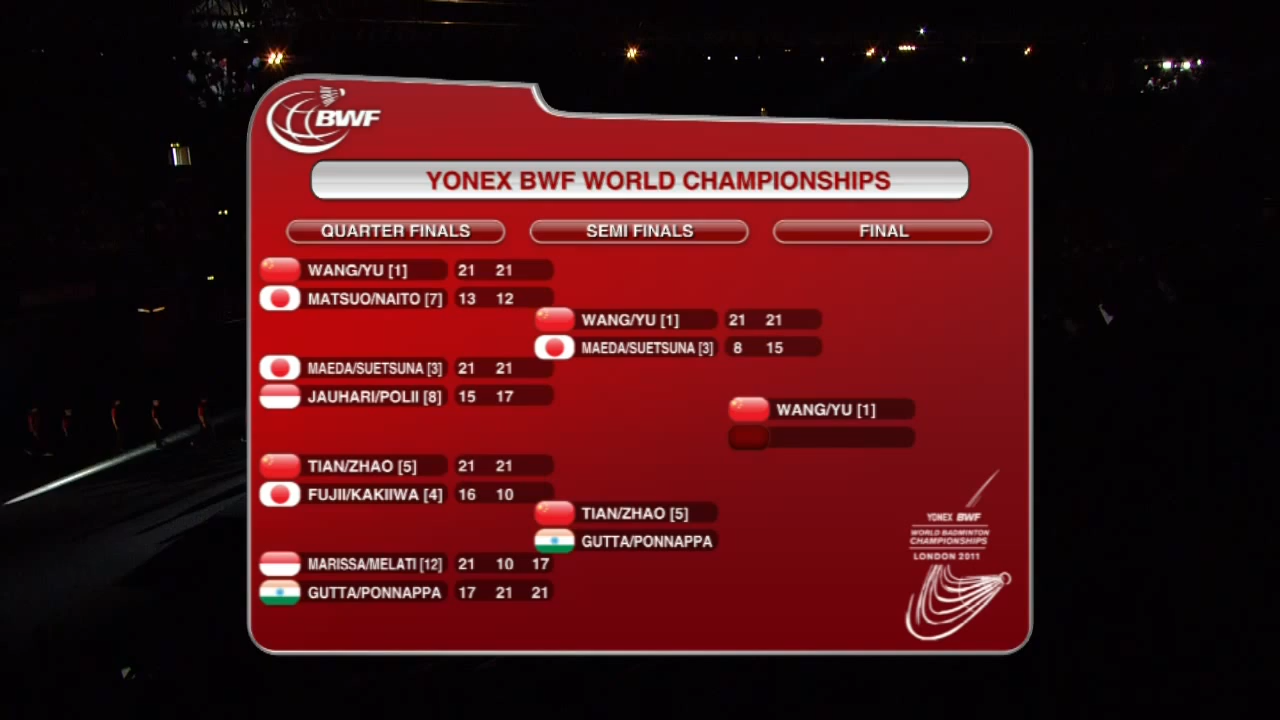 BWF
YONEX BWF WORLD CHAMPIONSHIPS
QUARTER FINALS SEMI FINALS FINAL
WANG/YU [1] 21 21
MATSUO/NAITO [7] 13 12
WANG/YU [1] 21 21
MAEDA/SUETSUNA [3] 8 15
MAEDA/SUETSUNA [3] 21 21
JAUHARI/POLII [8] 15 17
WANG/YU [1]
TIAN/ZHAO [5] 21 21
FUJII/KAKIIWA [4] 16 10
TIAN/ZHAO [5]
GUTTA/PONNAPPA
MARISSA/MELATI [12] 21 10 17
GUTTA/PONNAPPA 17 21 21
YONEX BWF
WORLD BADMINTON
CHAMPIONSHIPS
LONDON 2011